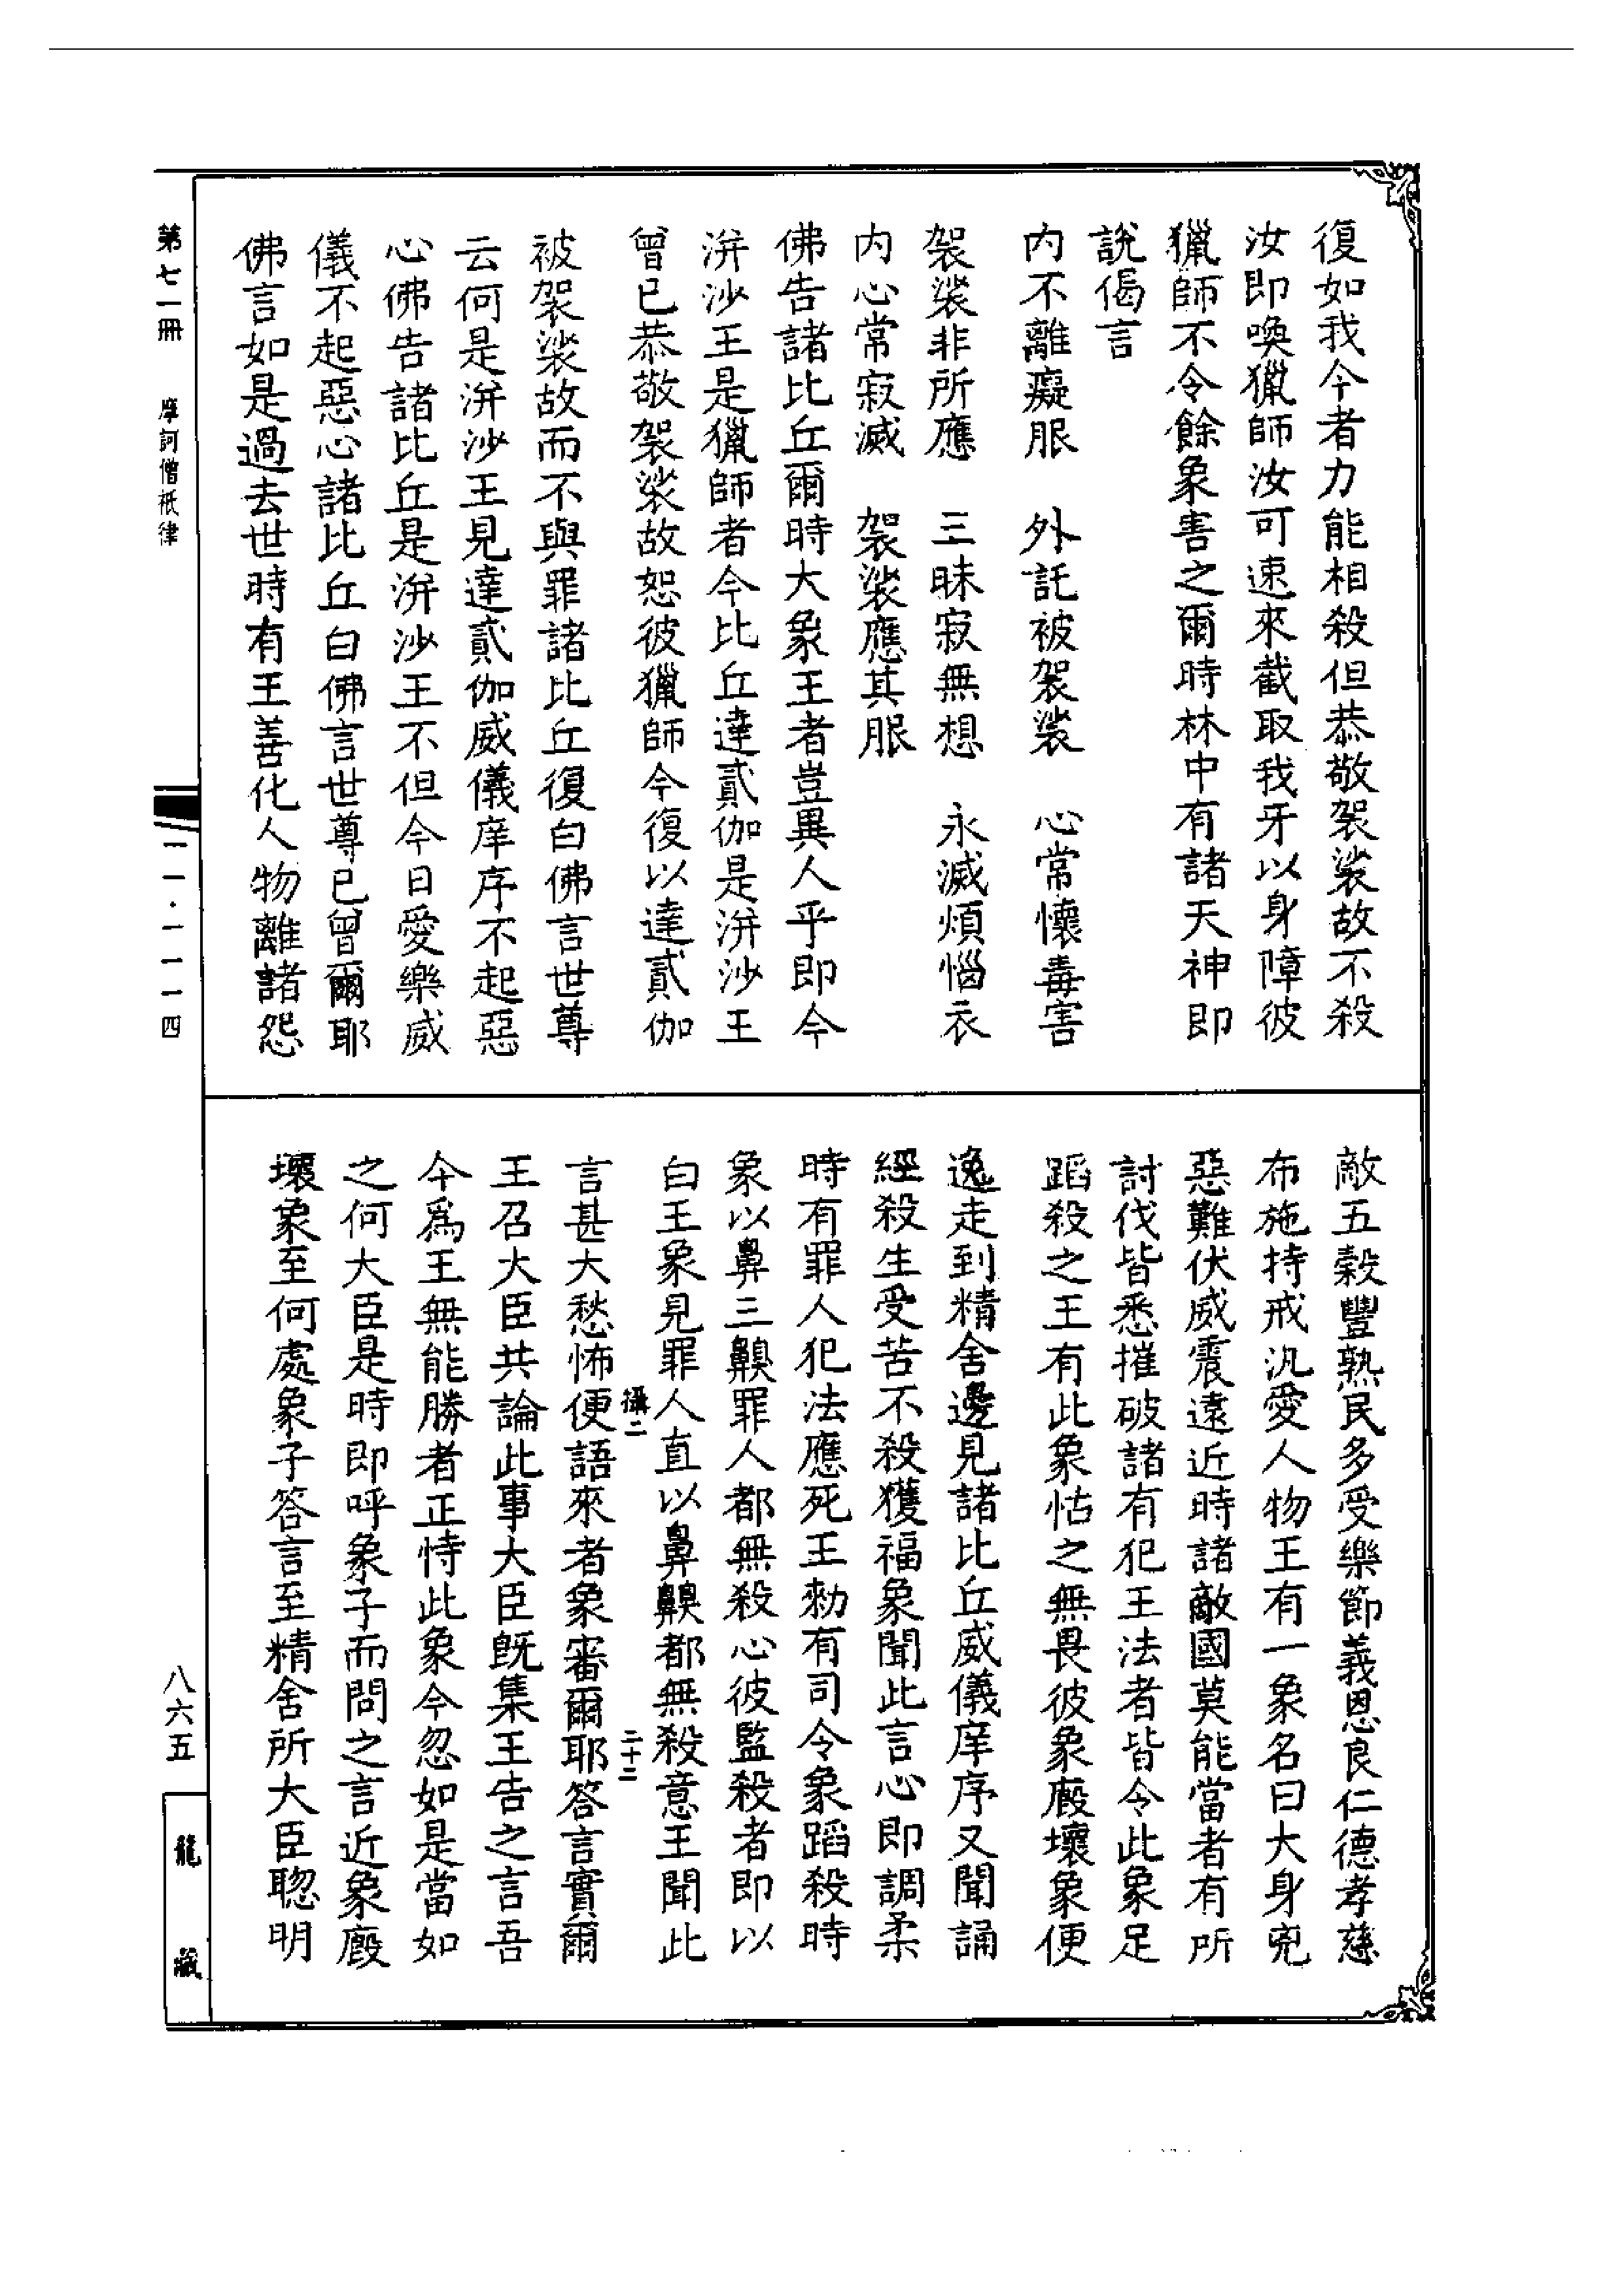 復如我今者力能相殺但恭敬袈裟故不殺
汝即喚獵師汝可速來截取我牙以身障彼
獵師不令餘象害之爾時林中有諸天神即
說偈言
內不離癡服　外託被袈裟　心常懷毒害
袈裟非所應　三昧寂無想　永滅煩惱衣
內心常寂滅　袈裟應其服
佛告諸比丘爾時大象王者豈異人乎即今
洴沙王是獵師者今比丘達貳伽是洴沙王
曾已恭敬袈裟故恕彼獵師今復以達貳伽
被袈裟故而不與罪諸比丘復白佛言世尊
云何是洴沙王見達貳伽威儀庠序不起惡
心佛告諸比丘是洴沙王不但今日愛樂威
儀不起惡心諸比丘白佛言世尊已曾爾耶
佛言如是過去世時有王善化人物離諸怨
敵五穀豐熟民多受樂節義恩良仁德孝慈
布施持戒汎愛人物王有一象名曰大身兇
惡難伏威震遠近時諸敵國莫能當者有所
討伐皆悉摧破諸有犯王法者皆令此象足
蹈殺之王有此象怙之無畏彼象廄壞象便
逸走到精舍邊見諸比丘威儀庠序又聞誦
經殺生受苦不殺獲福象聞此言心即調柔
時有罪人犯法應死王勑有司令象蹈殺時
象以鼻三齅罪人都無殺心彼監殺者即以
白王象見罪人直以鼻齅都無殺意王聞此
攝二　二十二
言甚大愁怖便語來者象審爾耶答言實爾
王召大臣共論此事大臣旣集王告之言吾
今爲王無能勝者正恃此象今忽如是當如
之何大臣是時即呼象子而問之言近象廄
壞象至何處象子答言至精舍所大臣聦明
第七一冊　摩訶僧祇律
一一·一一一四
八六五
龍藏